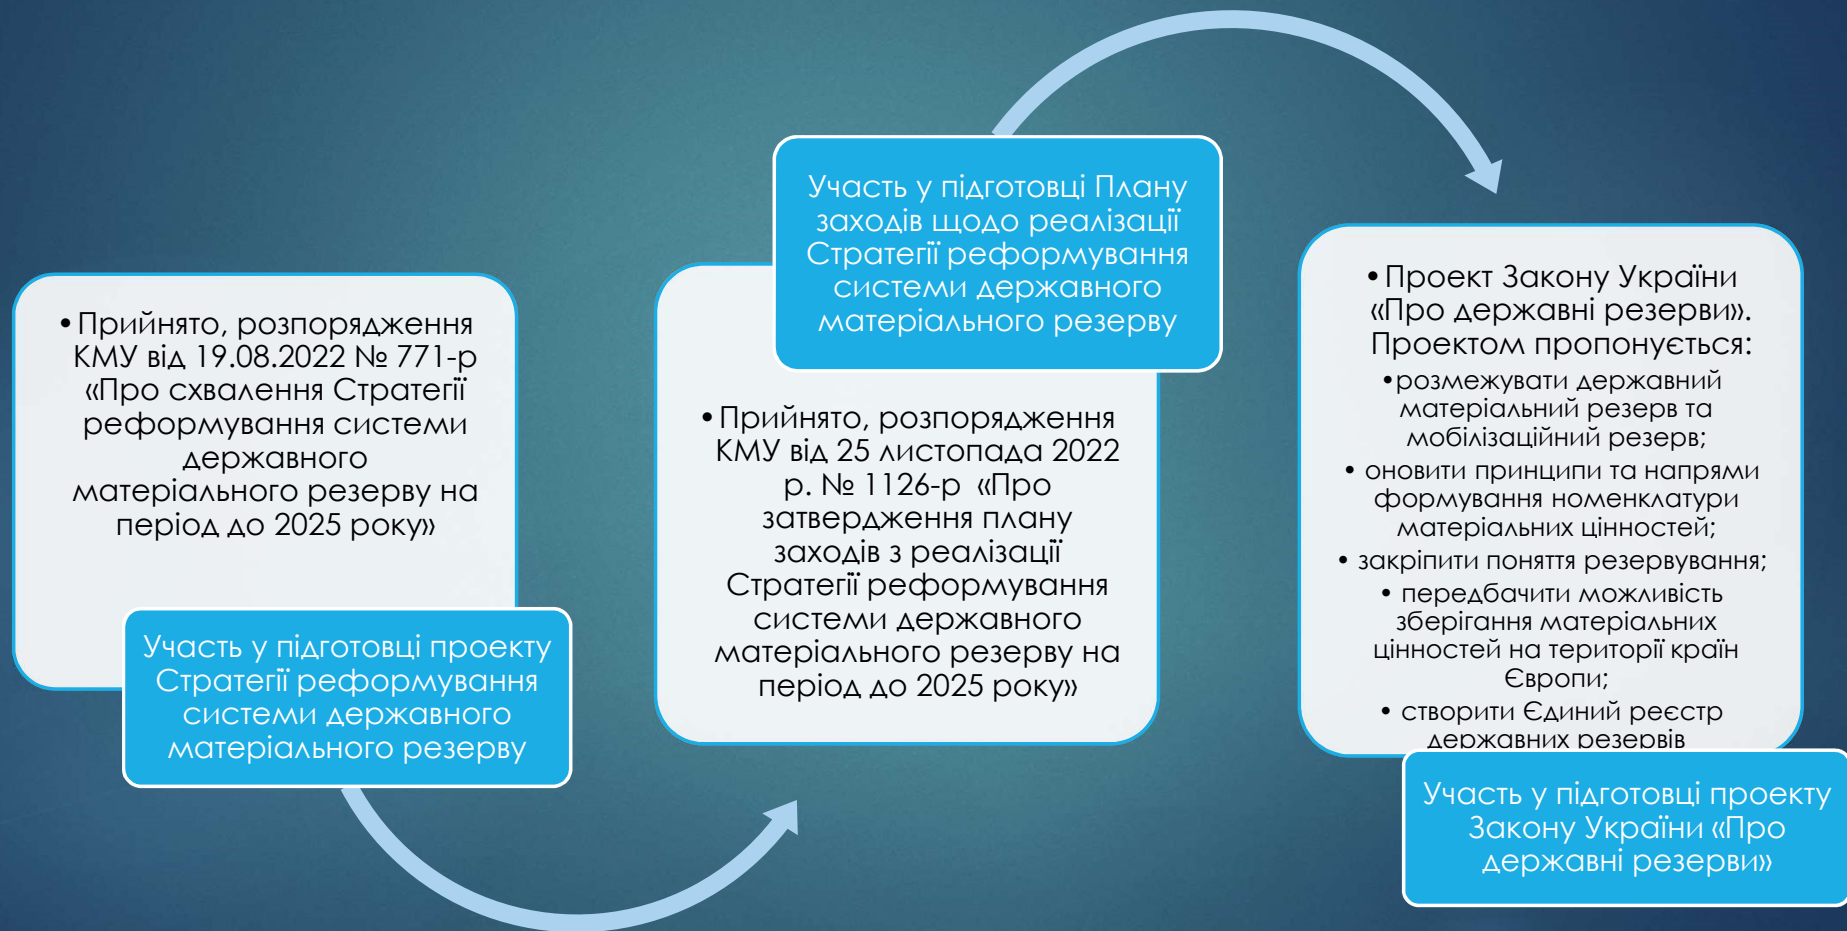 •Прийнято, розпорядження
КМУ від 19.08.2022 № 771-р
«Про схвалення Стратегії
реформування системи
державного
матеріального резерву на
період до 2025 року»
Участь у підготовці проекту
Стратегії реформування
системи державного
матеріального резерву
Участь у підготовці Плану
заходів щодо реалізації
Стратегії реформування
системи державного
матеріального резерву
•Прийнято, розпорядження
КМУ від 25 листопада 2022
р. № 1126-р «Про
затвердження плану
заходів з реалізації
Стратегії реформування
системи державного
матеріального резерву на
період до 2025 року»
•Проект Закону України
«Про державні резерви».
Проектом пропонується:
•розмежувати державний
матеріальний резерв та
мобілізаційний резерв;
• оновити принципи та напрями
формування номенклатури
матеріальних цінностей;
• закріпити поняття резервування;
• передбачити можливість
зберігання матеріальних
цінностей на території країн
Європи;
• створити Єдиний реєстр
державних резервів
Участь у підготовці проекту
Закону України «Про
державні резерви»